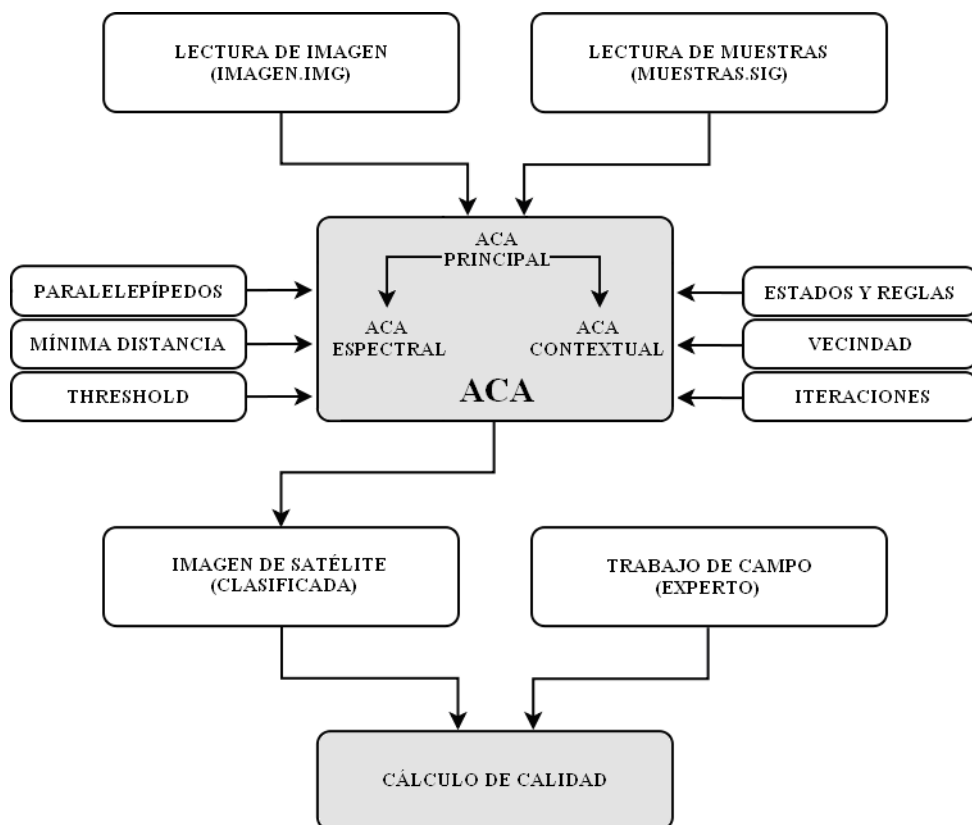 LECTURA DE IMAGEN
(IMAGEN.IMG)
LECTURA DE MUESTRAS
(MUESTRAS.SIG)
ACA
PRINCIPAL
PARALELEPÍPEDOS
MÍNIMA DISTANCIA
THRESHOLD
ACA
ESPECTRAL
ACA
CONTEXTUAL
ACA
ESTADOS Y REGLAS
VECINDAD
ITERACIONES
IMAGEN DE SATÉLITE
(CLASIFICADA)
TRABAJO DE CAMPO
(EXPERTO)
CÁLCULO DE CALIDAD